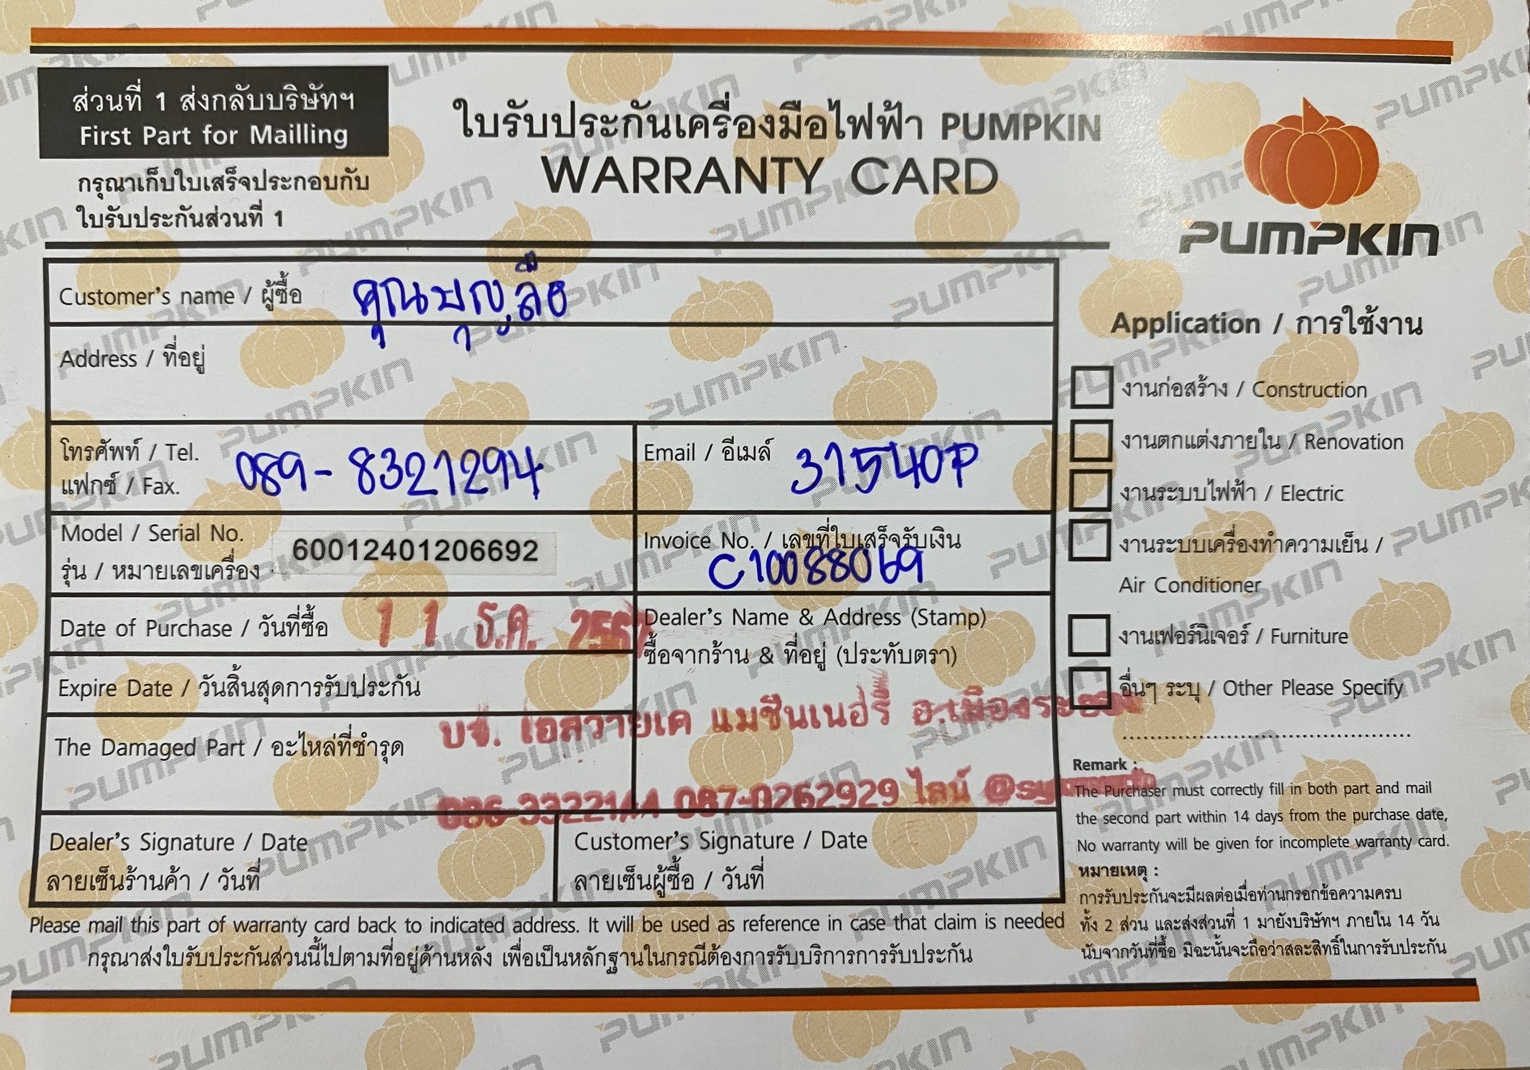 ส่วนที่ 1 ส่งกลับบริษัทฯ
First Part for Mailling
กรุณาเก็บใบเสร็จประกอบกับ
ใบรับประกันส่วนที่ 1
ใบรับประกันเครื่องมือไฟฟ้า PUMPKIN
WARRANTY CARD
PUMPKIN
Customer's name / ผู้ซื้อ คุณบุญลือ
Address / ที่อยู่
โทรศัพท์ / Tel. 089-8321294
แฟกซ์ / Fax.
Email / อีเมล์ 31540P
Model / Serial No. 60012401206692
รุ่น / หมายเลขเครื่อง
Invoice No. / เลขที่ใบเสร็จรับเงิน
C10088069
Date of Purchase / วันที่ซื้อ 11 ธ.ค. 2567
Expire Date / วันสิ้นสุดการรับประกัน
The Damaged Part / อะไหล่ที่ชำรุด
Dealer's Name & Address (Stamp)
ซื้อจากร้าน & ที่อยู่ (ประทับตรา)
บจ. เอสวายเค แมชีนเนอรี่ อ.เมืองระยอง
086-3322144 087-0262929 ไลน์
Dealer's Signature / Date
ลายเซ็นร้านค้า / วันที่
Customer's Signature / Date
ลายเซ็นผู้ซื้อ / วันที่
Please mail this part of warranty card back to indicated address. It will be used as reference in case that claim is needed
กรุณาส่งใบรับประกันส่วนนี้ไปตามที่อยู่ด้านหลัง เพื่อเป็นหลักฐานในกรณีต้องการรับบริการการรับประกัน
Application / การใช้งาน
งานก่อสร้าง / Construction
งานตกแต่งภายใน / Renovation
งานระบบไฟฟ้า / Electric
งานระบบเครื่องทำความเย็น /
Air Conditioner
งานเฟอร์นิเจอร์ / Furniture
อื่นๆ ระบุ / Other Please Specify
Remark :
The Purchaser must correctly fill in both part and mail
the second part within 14 days from the purchase date,
No warranty will be given for incomplete warranty card.
หมายเหตุ :
การรับประกันจะมีผลต่อเมื่อท่านกรอกข้อความครบ
ทั้ง 2 ส่วน และส่งส่วนที่ 1 มายังบริษัทฯ ภายใน 14 วัน
นับจากวันที่ซื้อ มิฉะนั้นจะถือว่าสละสิทธิ์ในการรับประกัน